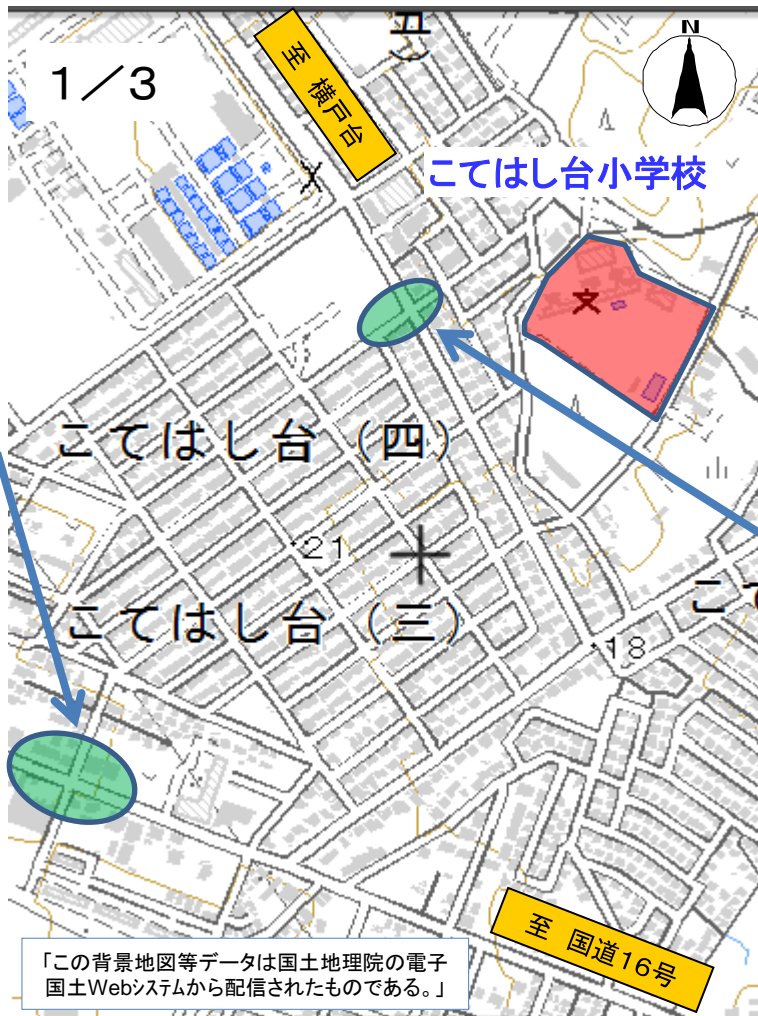 五)
N
1/3
至 横戸台
こてはし台小学校
文
こてはし台(四)
21
こてはし台(三)
こて
18
至 国道16号
「この背景地図等データは国土地理院の電子
国土Webシステムから配信されたものである。」